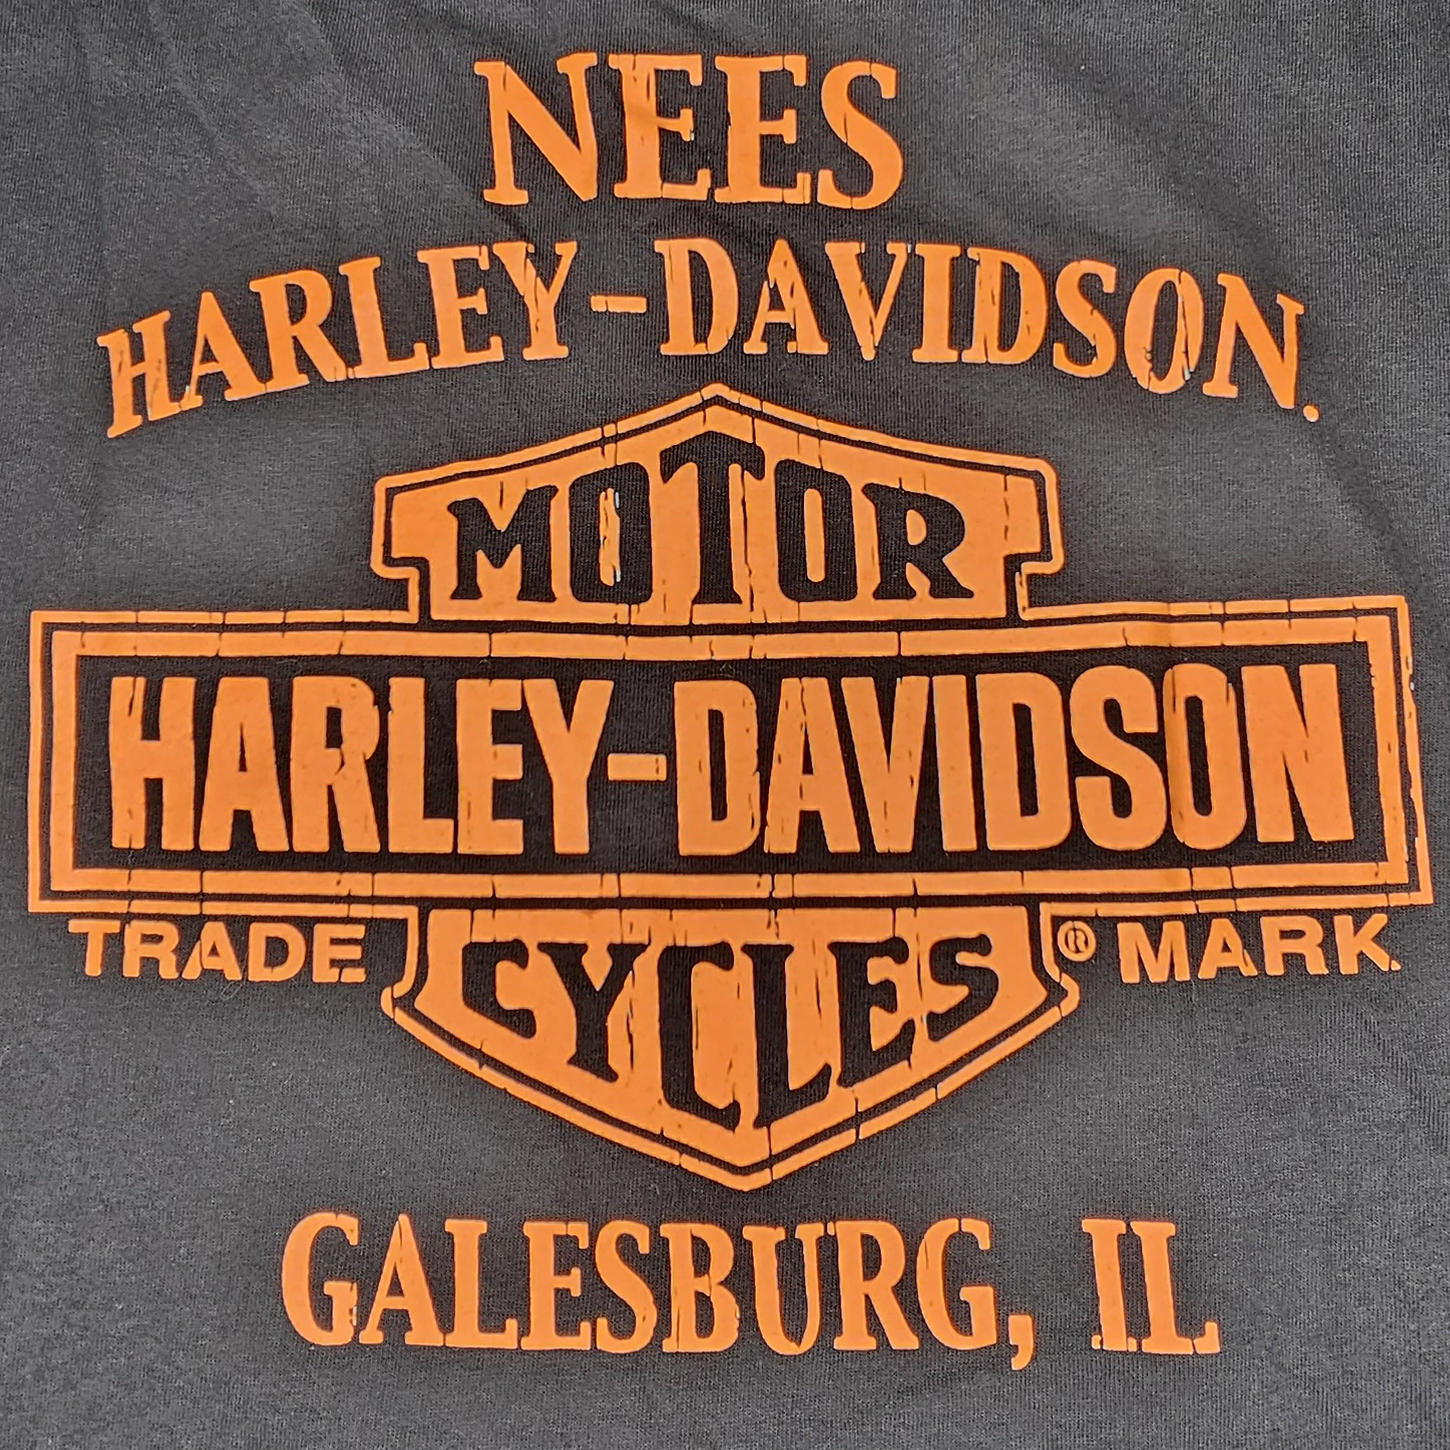 NEES
HARLEY-DAVIDSON.
MOTOR
HARLEY-DAVIDSON
TRADE CYCLES ® MARK
GALESBURG, IL